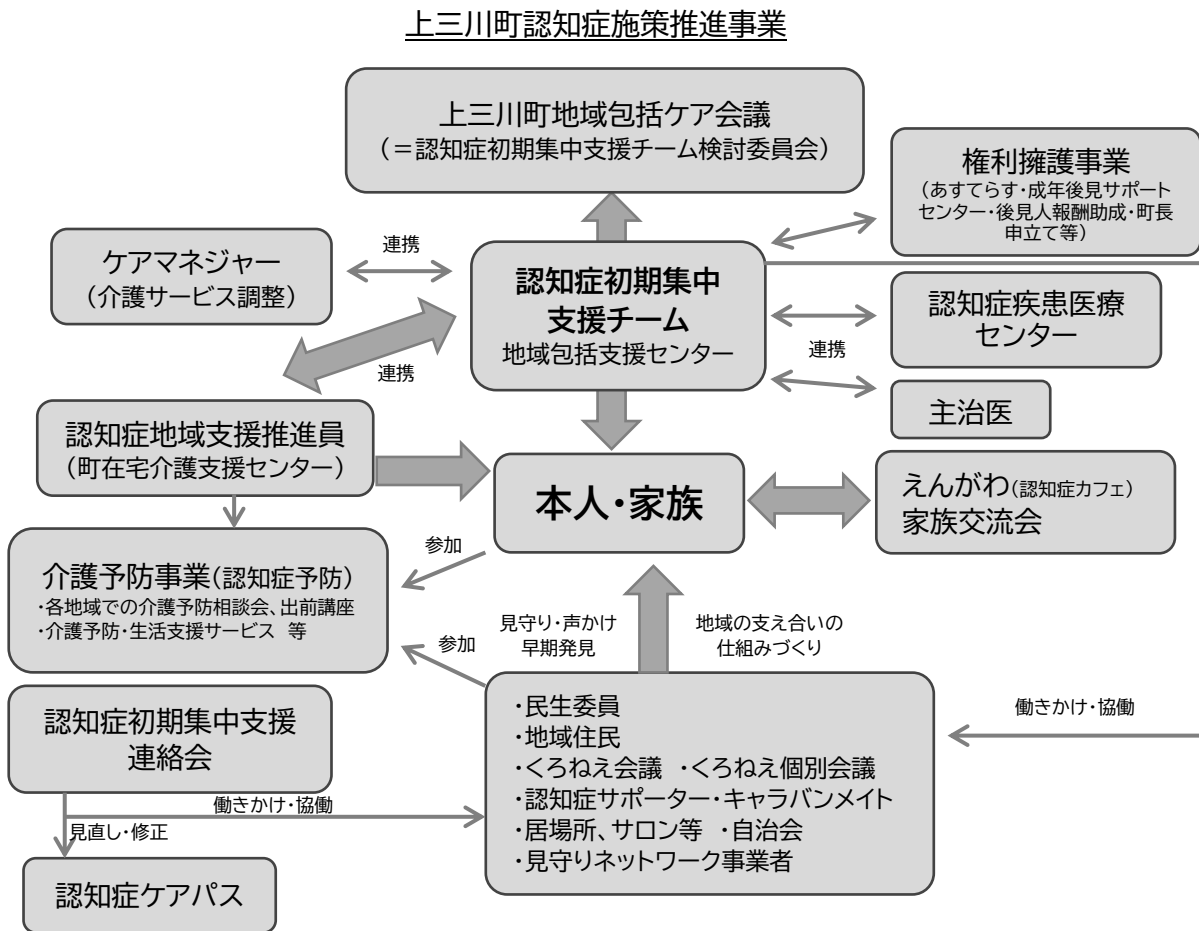 上三川町認知症施策推進事業
上三川町地域包括ケア会議
（＝認知症初期集中支援チーム検討委員会）
権利擁護事業
（あすてらす・成年後見サポート
センター・後見人報酬助成・町長
申立て等）
ケアマネジャー
（介護サービス調整）
連携
認知症初期集中
支援チーム
地域包括支援センター
認知症疾患医療
センター
連携
連携
主治医
認知症地域支援推進員
（町在宅介護支援センター）
本人・家族
えんがわ（認知症カフェ）
家族交流会
参加
介護予防事業（認知症予防）
・各地域での介護予防相談会、出前講座
・介護予防・生活支援サービス　等
見守り・声かけ
早期発見
地域の支え合いの
仕組みづくり
参加
認知症初期集中支援
連絡会
・民生委員
・地域住民
・くろねえ会議　・くろねえ個別会議
・認知症サポーター・キャラバンメイト
・居場所、サロン等　・自治会
・見守りネットワーク事業者
働きかけ・協働
働きかけ・協働
見直し・修正
認知症ケアパス